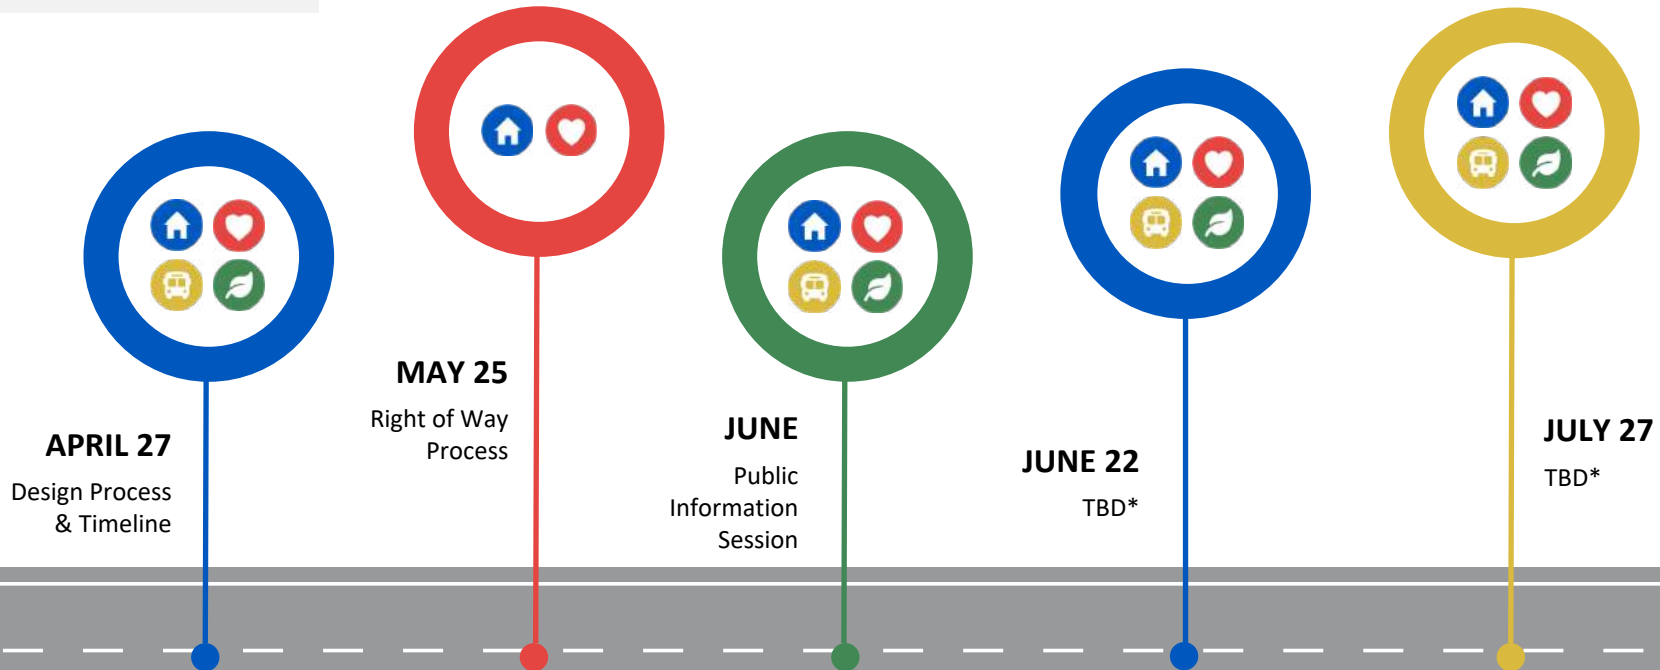 APRIL 27
Design Process
& Timeline
MAY 25
Right of Way
Process
JUNE
Public
Information
Session
JUNE 22
TBD*
JULY 27
TBD*